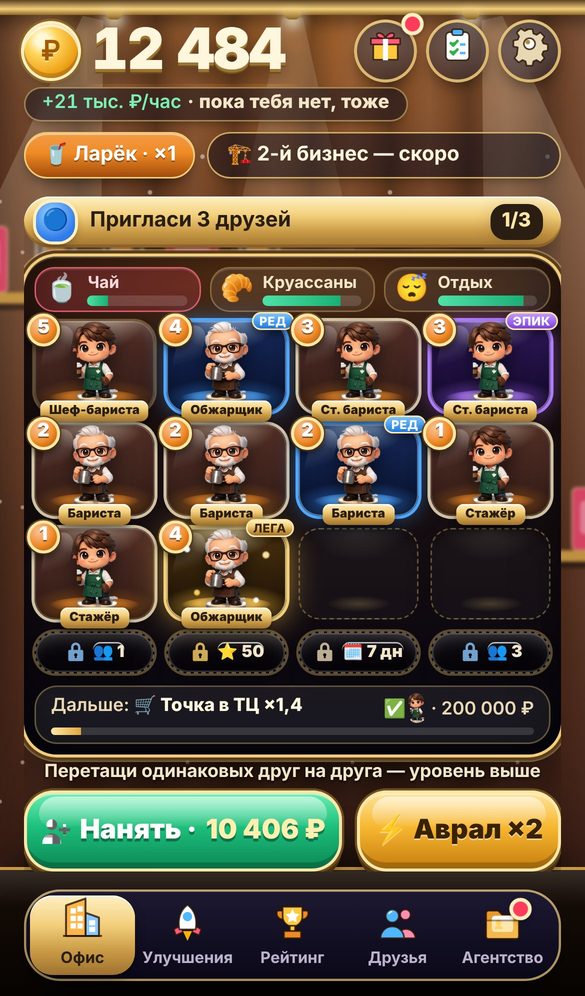 ₽ 12 484
+21 тыс. ₽/час · пока тебя нет, тоже
Ларёк · ×1
2-й бизнес — скоро
Пригласи 3 друзей 1/3
Чай Круассаны Отдых
5 4 РЕД 3 3 ЭПИК
Шеф-бариста Обжарщик Ст. бариста Ст. бариста
2 2 2 РЕД 1
Бариста Бариста Бариста Стажёр
1 4 ЛЕГА
Стажёр Обжарщик
1 50 7 дн 3
Дальше: Точка в ТЦ ×1,4 · 200 000 ₽
Перетащи одинаковых друг на друга — уровень выше
Нанять · 10 406 ₽ Аврал ×2
Офис Улучшения Рейтинг Друзья Агентство